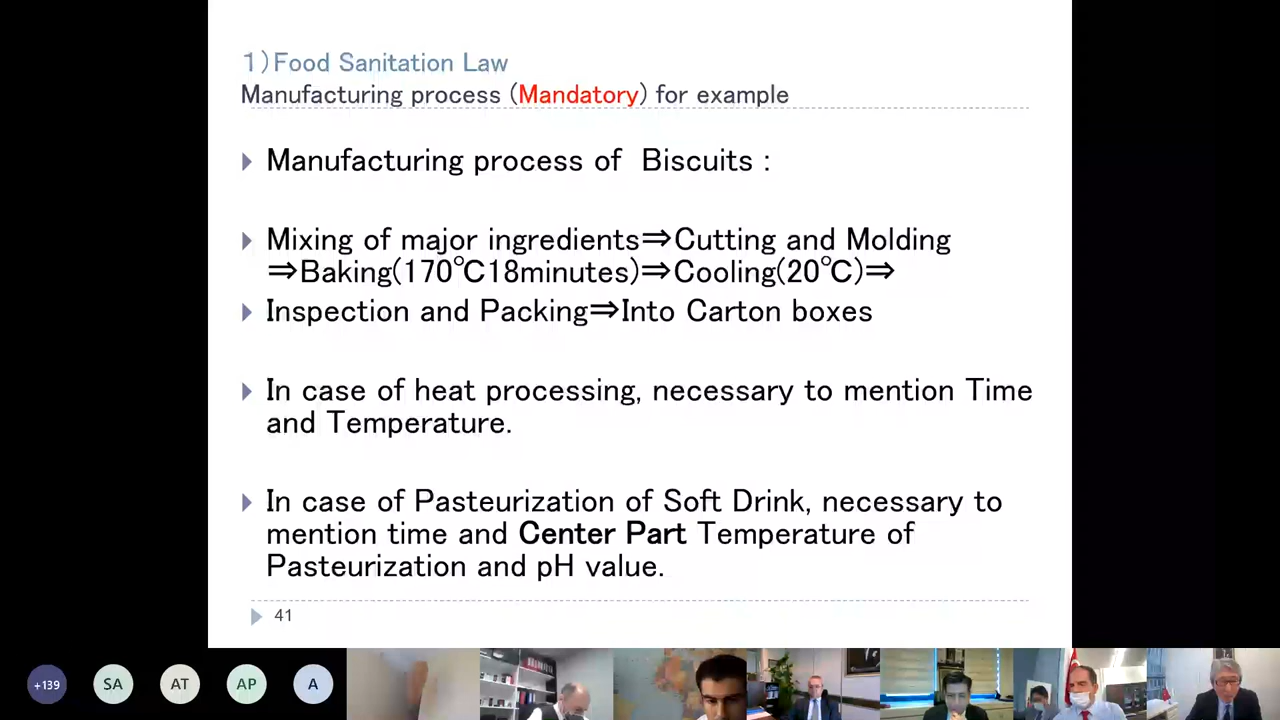 1）Food Sanitation Law
Manufacturing process (Mandatory) for example
Manufacturing process of Biscuits :
Mixing of major ingredients⇒Cutting and Molding
⇒Baking(170℃18minutes)⇒Cooling(20℃)⇒
Inspection and Packing⇒Into Carton boxes
In case of heat processing, necessary to mention Time
and Temperature.
In case of Pasteurization of Soft Drink, necessary to
mention time and Center Part Temperature of
Pasteurization and pH value.
41
+139
SA
AT
AP
A